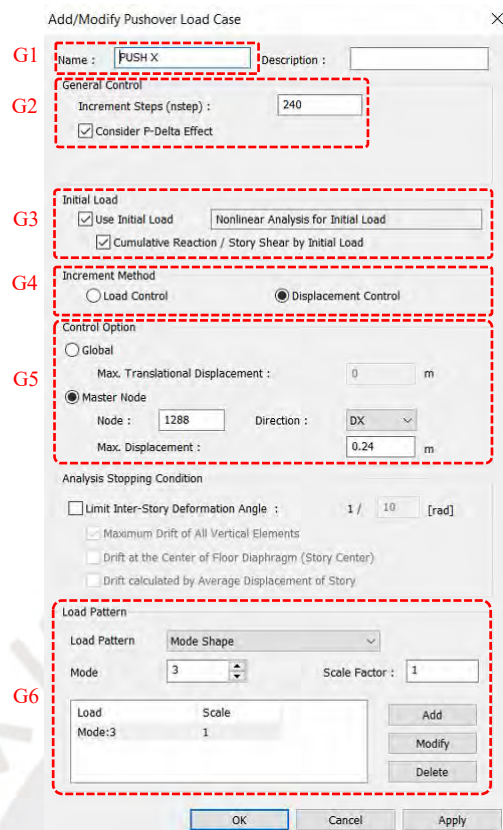 Add/Modify Pushover Load Case
G1 Name : PUSH X Description :
General Control
G2 Increment Steps (nstep) : 240
Consider P-Delta Effect
Initial Load
G3 Use Initial Load Nonlinear Analysis for Initial Load
Cumulative Reaction / Story Shear by Initial Load
Increment Method
G4 Load Control Displacement Control
Control Option
Global
G5 Max. Translational Displacement : 0 m
Master Node
Node : 1288 Direction : DX
Max. Displacement : 0.24 m
Analysis Stopping Condition
Limit Inter-Story Deformation Angle : 1 / 10 [rad]
Maximum Drift of All Vertical Elements
Drift at the Center of Floor Diaphragm (Story Center)
Drift calculated by Average Displacement of Story
Load Pattern
Load Pattern Mode Shape
Mode 3 Scale Factor : 1
G6
Load Scale Add
Mode:3 1
Modify
Delete
OK Cancel Apply